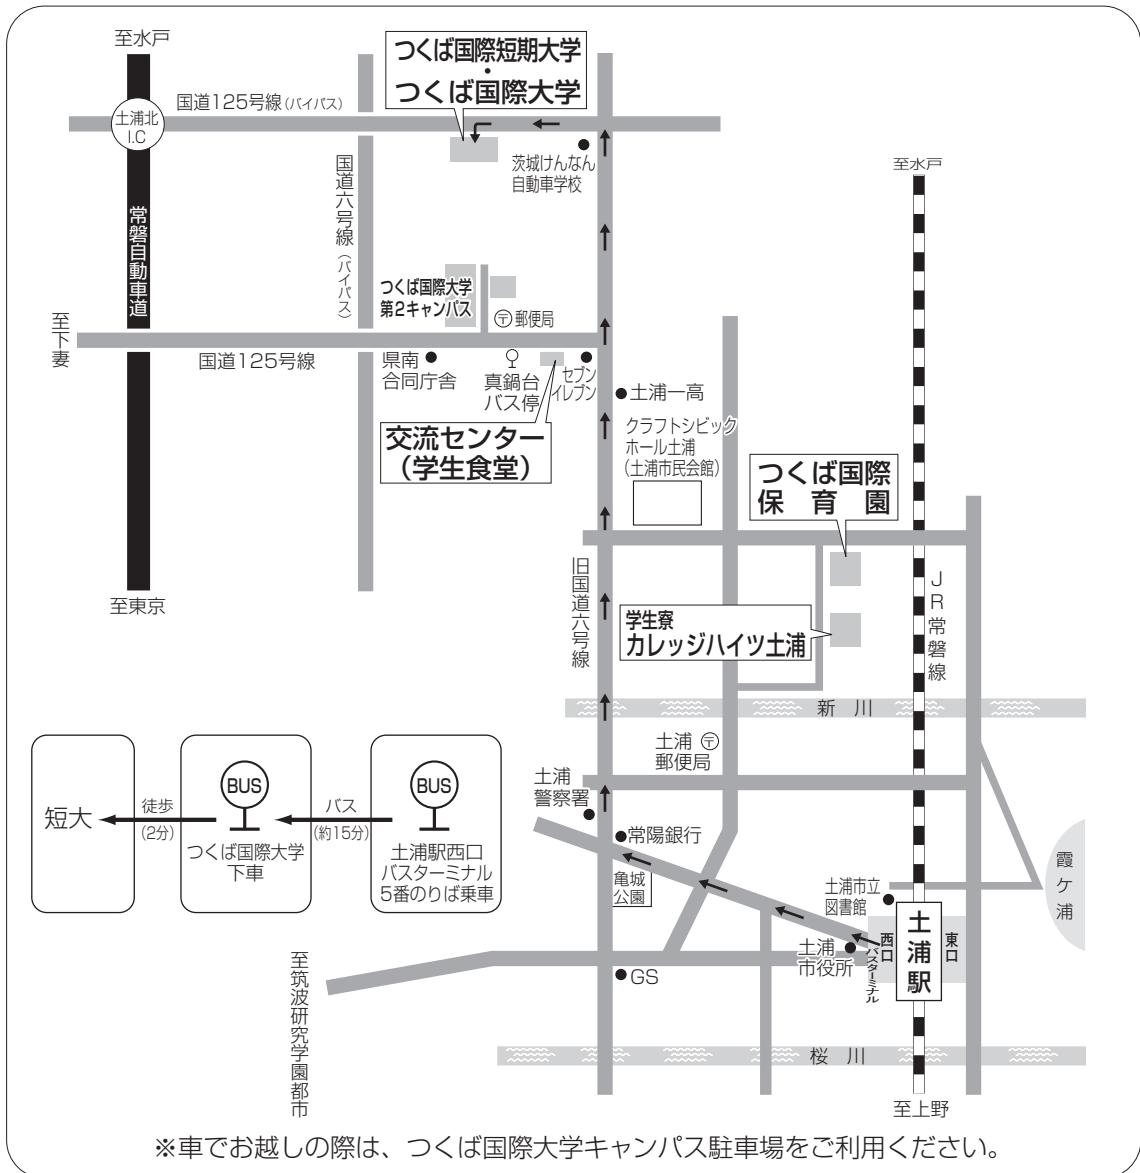 至水戸
つくば国際短期大学
・
つくば国際大学
国道125号線(バイパス)
土浦北
I.C
茨城けんなん
自動車学校
至水戸
国道六号線(バイパス)
常磐自動車道
つくば国際大学
第2キャンパス
〒郵便局
至下妻
国道125号線
県南
合同庁舎
真鍋台
バス停
セブン
イレブン
土浦一高
交流センター
(学生食堂)
クラフトシビック
ホール土浦
(土浦市民会館)
つくば国際
保 育 園
至東京
旧国道六号線
学生寮
カレッジハイツ土浦
JR常磐線
新 川
土浦 〒
郵便局
土浦
警察署
常陽銀行
亀城
公園
短大
徒歩
(2分)
BUS
つくば国際大学
下車
バス
(約15分)
BUS
土浦駅西口
バスターミナル
5番のりば乗車
土浦市立
図書館
霞ケ浦
土浦
市役所
西口
バスターミナル
土浦駅
東口
GS
至筑波研究学園都市
桜 川
至上野
※車でお越しの際は、つくば国際大学キャンパス駐車場をご利用ください。